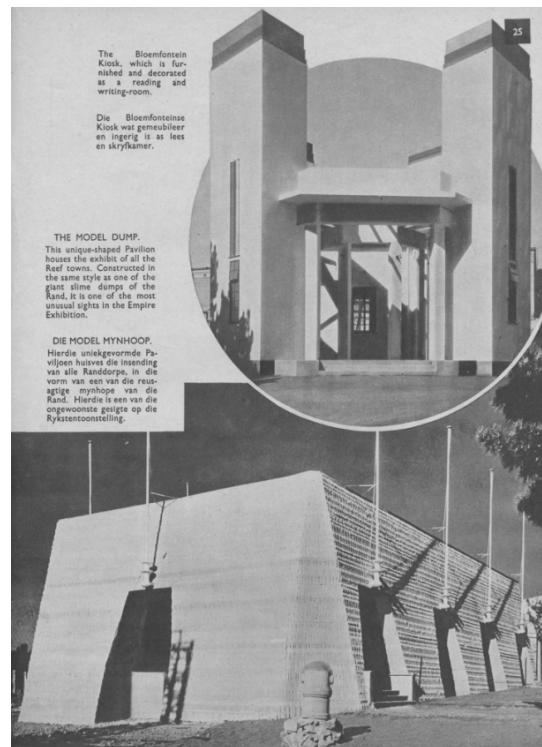 25
The Bloemfontein
Kiosk, which is fur-
nished and decorated
as a reading and
writing-room.
Die Bloemfonteinse
Kiosk wat gemeubileer
en ingerig is as lees
en skryfkamer.
THE MODEL DUMP.
This unique-shaped Pavilion
houses the exhibit of all the
Reef towns. Constructed in
the same style as one of the
giant slime dumps of the
Rand, it is one of the most
unusual sights in the Empire
Exhibition.
DIE MODEL MYNHOOP.
Hierdie uniekgevormde Pa-
viljoen huisves die insending
van alle Randdorpe, in die
vorm van een van die reus-
agtige mynhope van die
Rand. Hierdie is een van die
ongewoonste gesigte op die
Rykstentoonstelling.